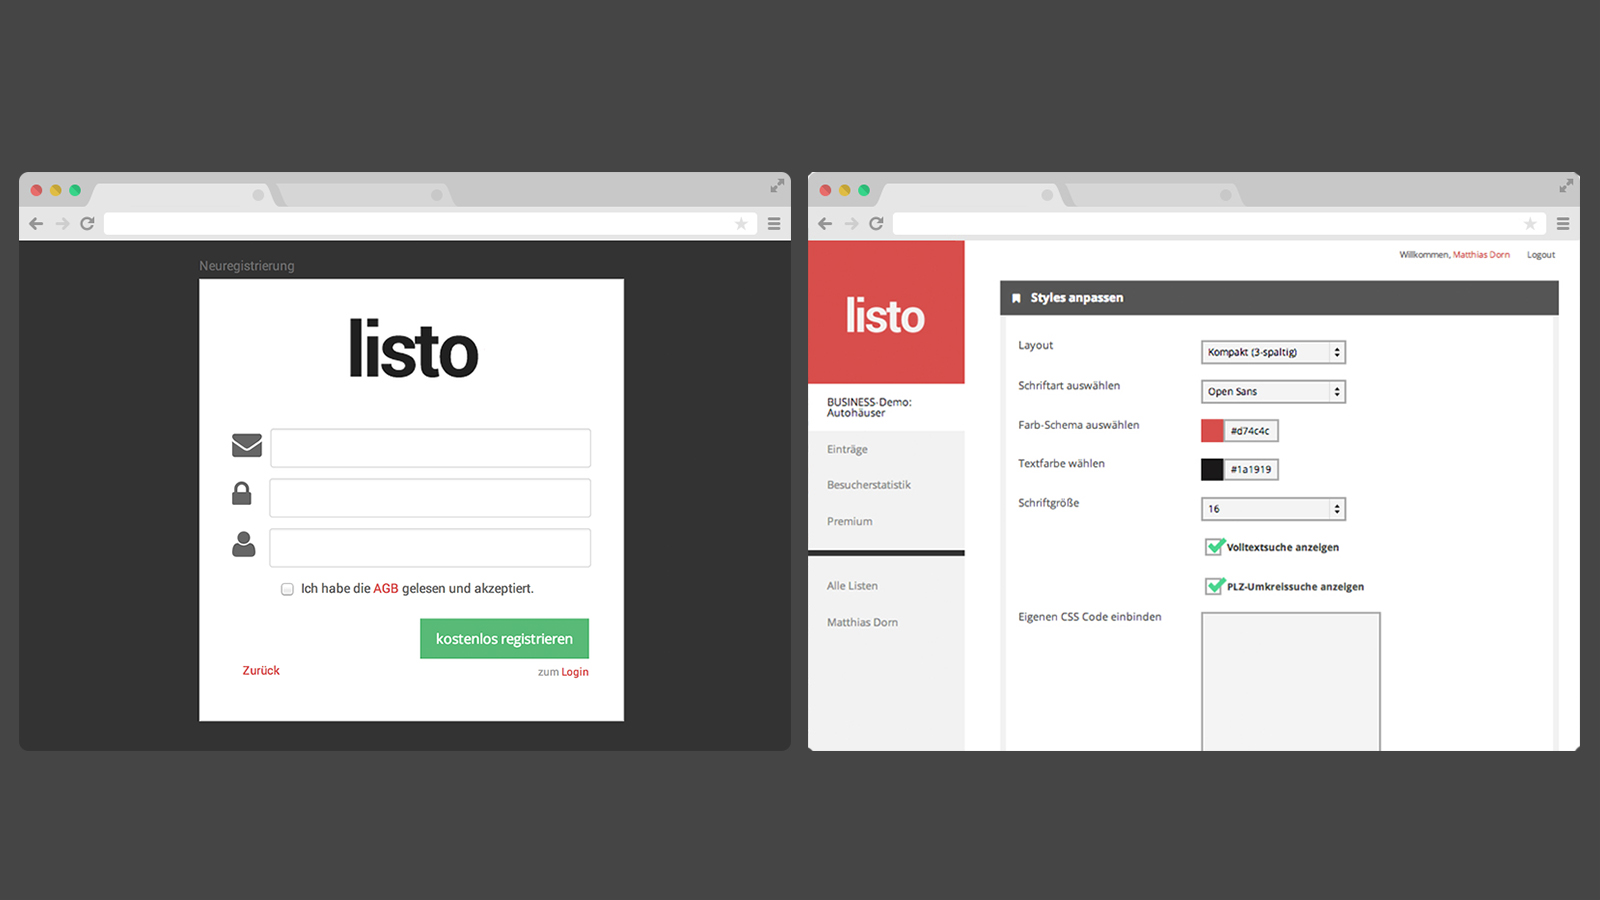 Neuregistrierung
listo
Ich habe die AGB gelesen und akzeptiert.
kostenlos registrieren
Zurück
zum Login
Willkommen, Matthias Dorn
Logout
listo
BUSINESS-Demo:
Autohäuser
Einträge
Besucherstatistik
Premium
Alle Listen
Matthias Dorn
Styles anpassen
Layout
Kompakt (3-spaltig)
Schriftart auswählen
Open Sans
Farb-Schema auswählen
#d74c4c
Textfarbe wählen
#1a1919
Schriftgröße
16
Volltextsuche anzeigen
PLZ-Umkreissuche anzeigen
Eigenen CSS Code einbinden